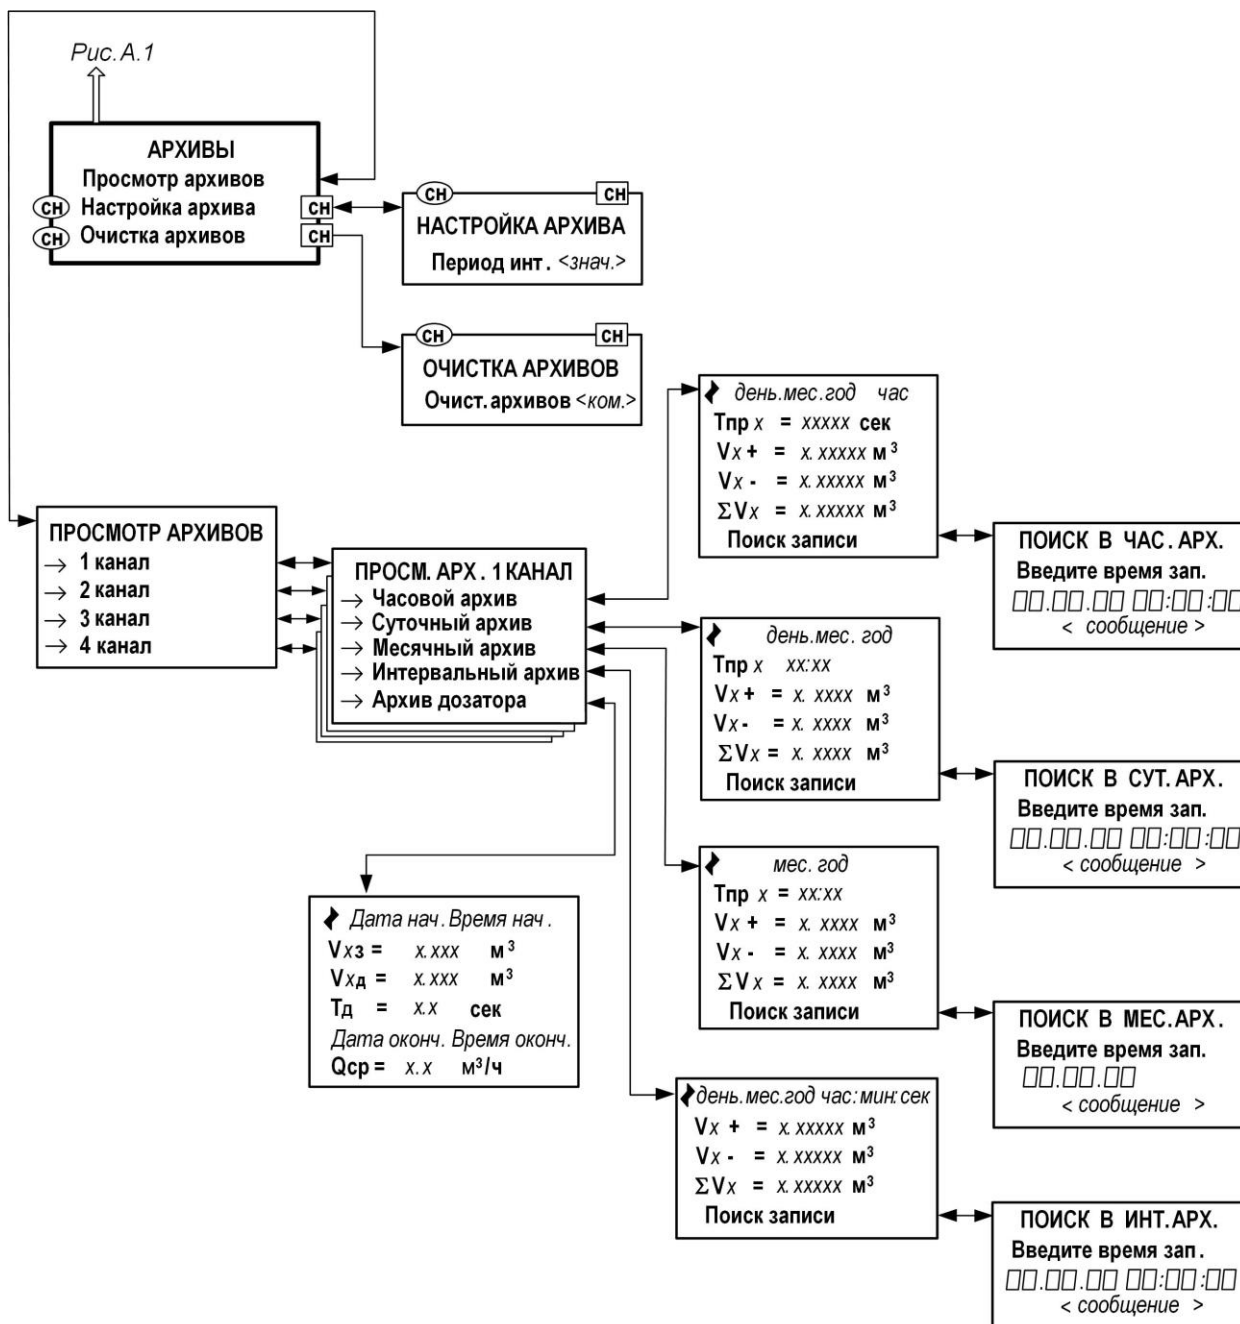 Рис. А.1
АРХИВЫ
Просмотр архивов
СН Настройка архива СН
СН Очистка архивов СН
СН СН
НАСТРОЙКА АРХИВА
Период инт. <знач.>
СН СН
ОЧИСТКА АРХИВОВ
Очист.архивов <ком.>
ПРОСМОТР АРХИВОВ
→ 1 канал
→ 2 канал
→ 3 канал
→ 4 канал
ПРОСМ. АРХ. 1 КАНАЛ
→ Часовой архив
→ Суточный архив
→ Месячный архив
→ Интервальный архив
→ Архив дозатора
день.мес.год час
Тпр x = xxxxx сек
Vx + = x. xxxxx м³
Vx - = x. xxxxx м³
ΣVx = x. xxxxx м³
Поиск записи
ПОИСК В ЧАС. АРХ.
Введите время зап.
□□.□□.□□ □□:□□:□□
< сообщение >
день.мес. год
Тпр x xx:xx
Vx + = x. xxxx м³
Vx - = x. xxxx м³
ΣVx = x. xxxx м³
Поиск записи
ПОИСК В СУТ. АРХ.
Введите время зап.
□□.□□.□□ □□:□□:□□
< сообщение >
мес. год
Тпр x = xx:xx
Vx + = x. xxxx м³
Vx - = x. xxxx м³
ΣVx = x. xxxx м³
Поиск записи
ПОИСК В МЕС.АРХ.
Введите время зап.
□□.□□.□□
< сообщение >
Дата нач. Время нач.
Vxз = x.xxx м³
Vxд = x.xxx м³
Тд = x.x сек
Дата оконч. Время оконч.
Qср = x.x м³/ч
день.мес.год час:мин:сек
Vx + = x. xxxxx м³
Vx - = x. xxxxx м³
ΣVx = x. xxxxx м³
Поиск записи
ПОИСК В ИНТ. АРХ.
Введите время зап.
□□.□□.□□ □□:□□:□□
< сообщение >